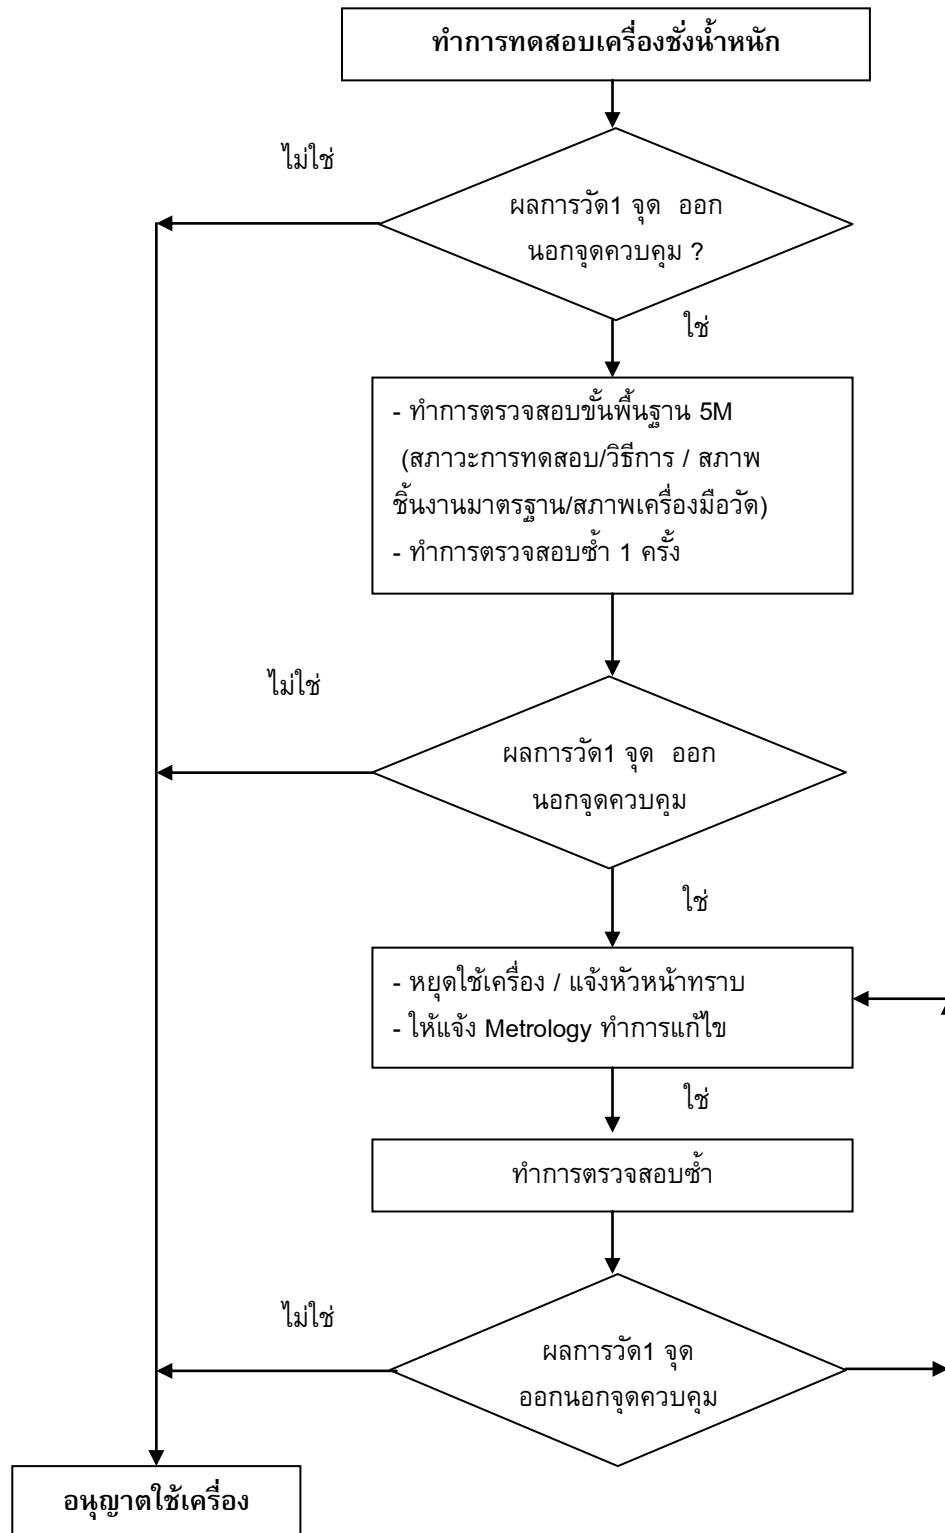 ทำการทดสอบเครื่องชั่งน้ำหนัก
ไม่ใช่
ผลการวัด1 จุด ออก
นอกจุดควบคุม ?
ใช่
- ทำการตรวจสอบขั้นพื้นฐาน 5M
(สภาวะการทดสอบ/วิธีการ / สภาพ
ชิ้นงานมาตรฐาน/สภาพเครื่องมือวัด)
- ทำการตรวจสอบซ้ำ 1 ครั้ง
ไม่ใช่
ผลการวัด1 จุด ออก
นอกจุดควบคุม
ใช่
- หยุดใช้เครื่อง / แจ้งหัวหน้าทราบ
- ให้แจ้ง Metrology ทำการแก้ไข
ใช่
ทำการตรวจสอบซ้ำ
ไม่ใช่
ผลการวัด1 จุด
ออกนอกจุดควบคุม
อนุญาตใช้เครื่อง